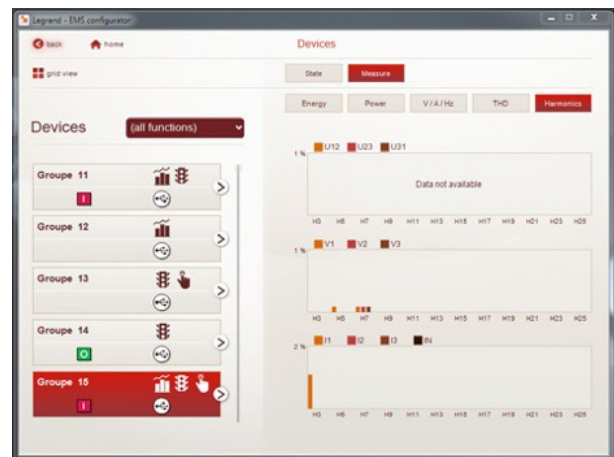 Legrand - EMS configurator
back home Devices
grid view State Measure
Energy Power V/A/Hz THD Harmonics
Devices (all functions)
U12 U23 U31
1 %
Data not available
H3 H5 H7 H9 H11 H13 H15 H17 H19 H21 H23 H25
V1 V2 V3
1 %
H3 H5 H7 H9 H11 H13 H15 H17 H19 H21 H23 H25
I1 I2 I3 IN
2 %
H3 H5 H7 H9 H11 H13 H15 H17 H19 H21 H23 H25
Groupe 11
I
Groupe 12
Groupe 13
Groupe 14
O
Groupe 15
I